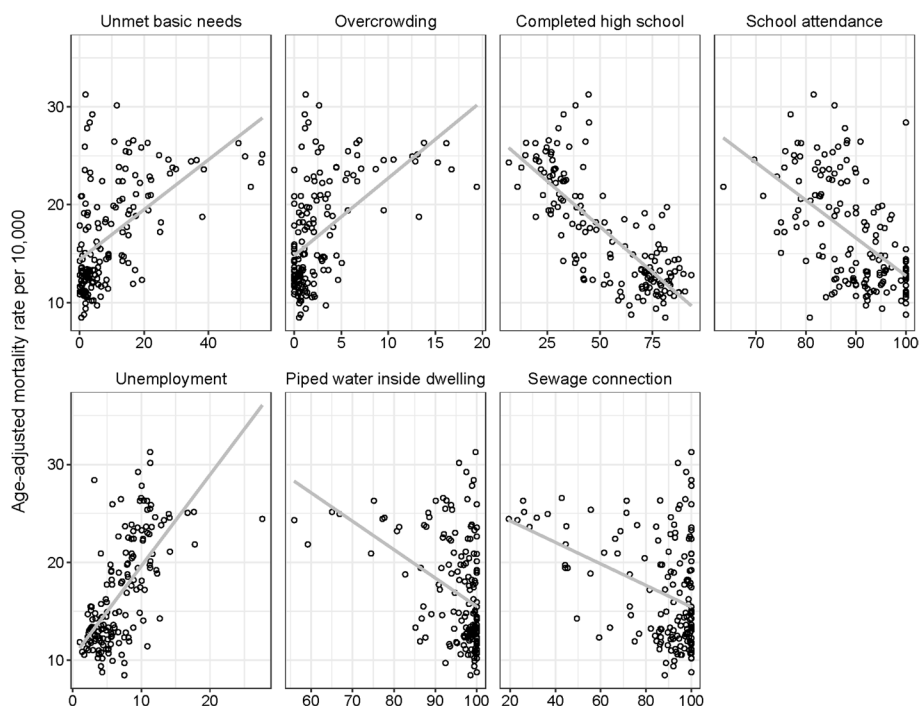 Unmet basic needs
Overcrowding
Completed high school
School attendance
Age-adjusted mortality rate per 10,000
30
20
10
0 20 40
0 5 10 15 20
25 50 75
70 80 90 100
Unemployment
Piped water inside dwelling
Sewage connection
30
20
10
0 10 20
60 70 80 90 100
20 40 60 80 100